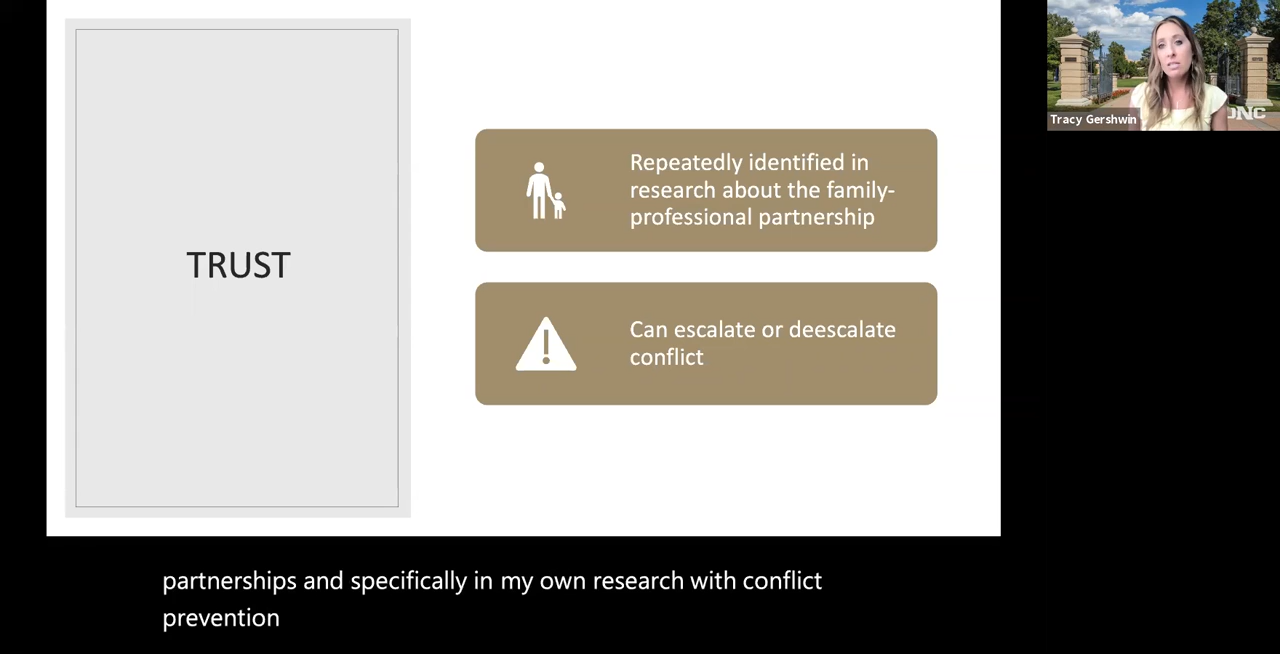 TRUST
Repeatedly identified in
research about the family-
professional partnership
Can escalate or deescalate
conflict
Tracy Gershwin
partnerships and specifically in my own research with conflict
prevention